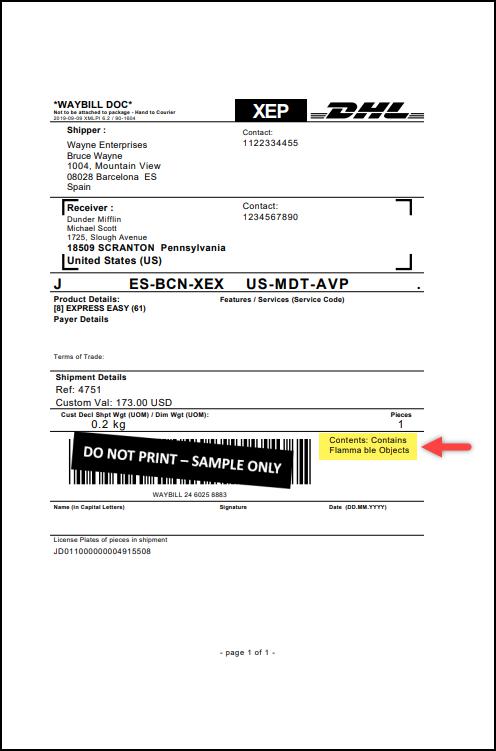 *WAYBILL DOC*
Not to be attached to package - Hand to Courier
2019-09-09 XMLPI 6.2 / 90-1604
XEP
DHL
Shipper :
Contact:
Wayne Enterprises
1122334455
Bruce Wayne
1004, Mountain View
08028 Barcelona ES
Spain
Receiver :
Contact:
Dunder Mifflin
1234567890
Michael Scott
1725, Slough Avenue
18509 SCRANTON Pennsylvania
United States (US)
J ES-BCN-XEX US-MDT-AVP .
Product Details:
Features / Services (Service Code)
[8] EXPRESS EASY (61)
Payer Details
Terms of Trade:
Shipment Details
Ref: 4751
Custom Val: 173.00 USD
Cust Decl Shpt Wgt (UOM) / Dim Wgt (UOM):
Pieces
0.2 kg
1
DO NOT PRINT – SAMPLE ONLY
Contents: Contains
Flamma ble Objects
WAYBILL 24 6025 8883
Name (in Capital Letters)
Signature
Date (DD.MM.YYYY)
License Plates of pieces in shipment
JD011000000004915508
- page 1 of 1 -